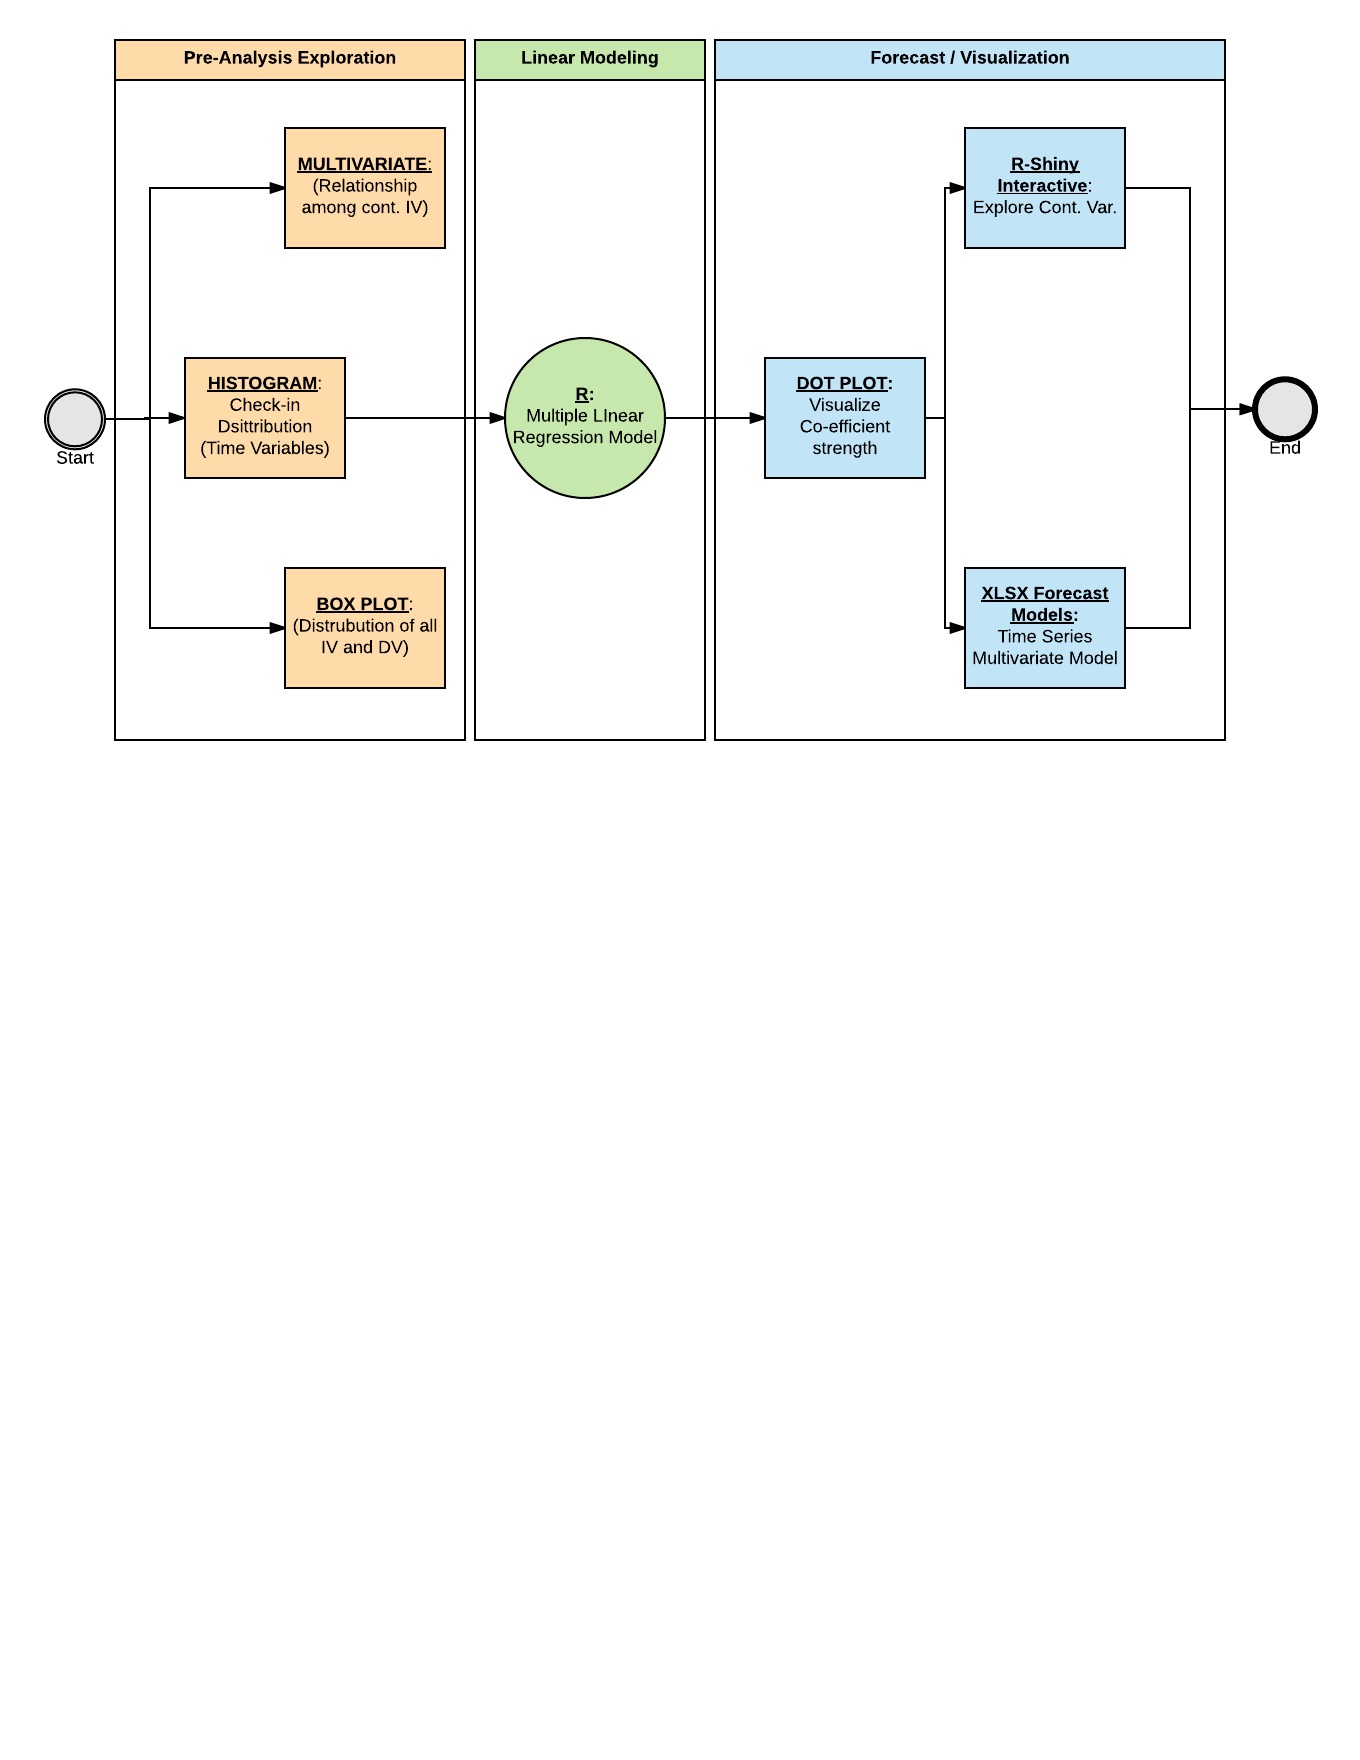 Pre-Analysis Exploration
Linear Modeling
Forecast / Visualization
MULTIVARIATE:
(Relationship
among cont. IV)
R-Shiny
Interactive:
Explore Cont. Var.
Start
HISTOGRAM:
Check-in
Dsittribution
(Time Variables)
R:
Multiple LInear
Regression Model
DOT PLOT:
Visualize
Co-efficient
strength
End
BOX PLOT:
(Distrubution of all
IV and DV)
XLSX Forecast
Models:
Time Series
Multivariate Model